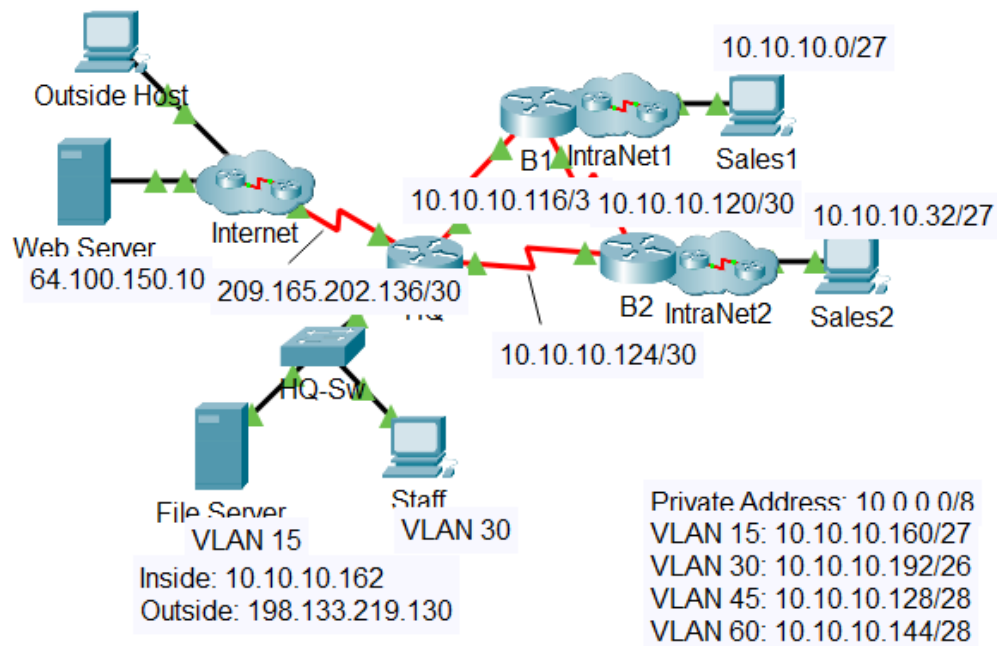 10.10.10.0/27
Outside Host
B1
IntraNet1
Sales1
10.10.10.116/3
10.10.10.120/30
10.10.10.32/27
Web Server
Internet
64.100.150.10
209.165.202.136/30
HQ
B2
IntraNet2
Sales2
10.10.10.124/30
HQ-Sw
File Server
Staff
VLAN 15
VLAN 30
Inside: 10.10.10.162
Outside: 198.133.219.130
Private Address: 10.0.0.0/8
VLAN 15: 10.10.10.160/27
VLAN 30: 10.10.10.192/26
VLAN 45: 10.10.10.128/28
VLAN 60: 10.10.10.144/28